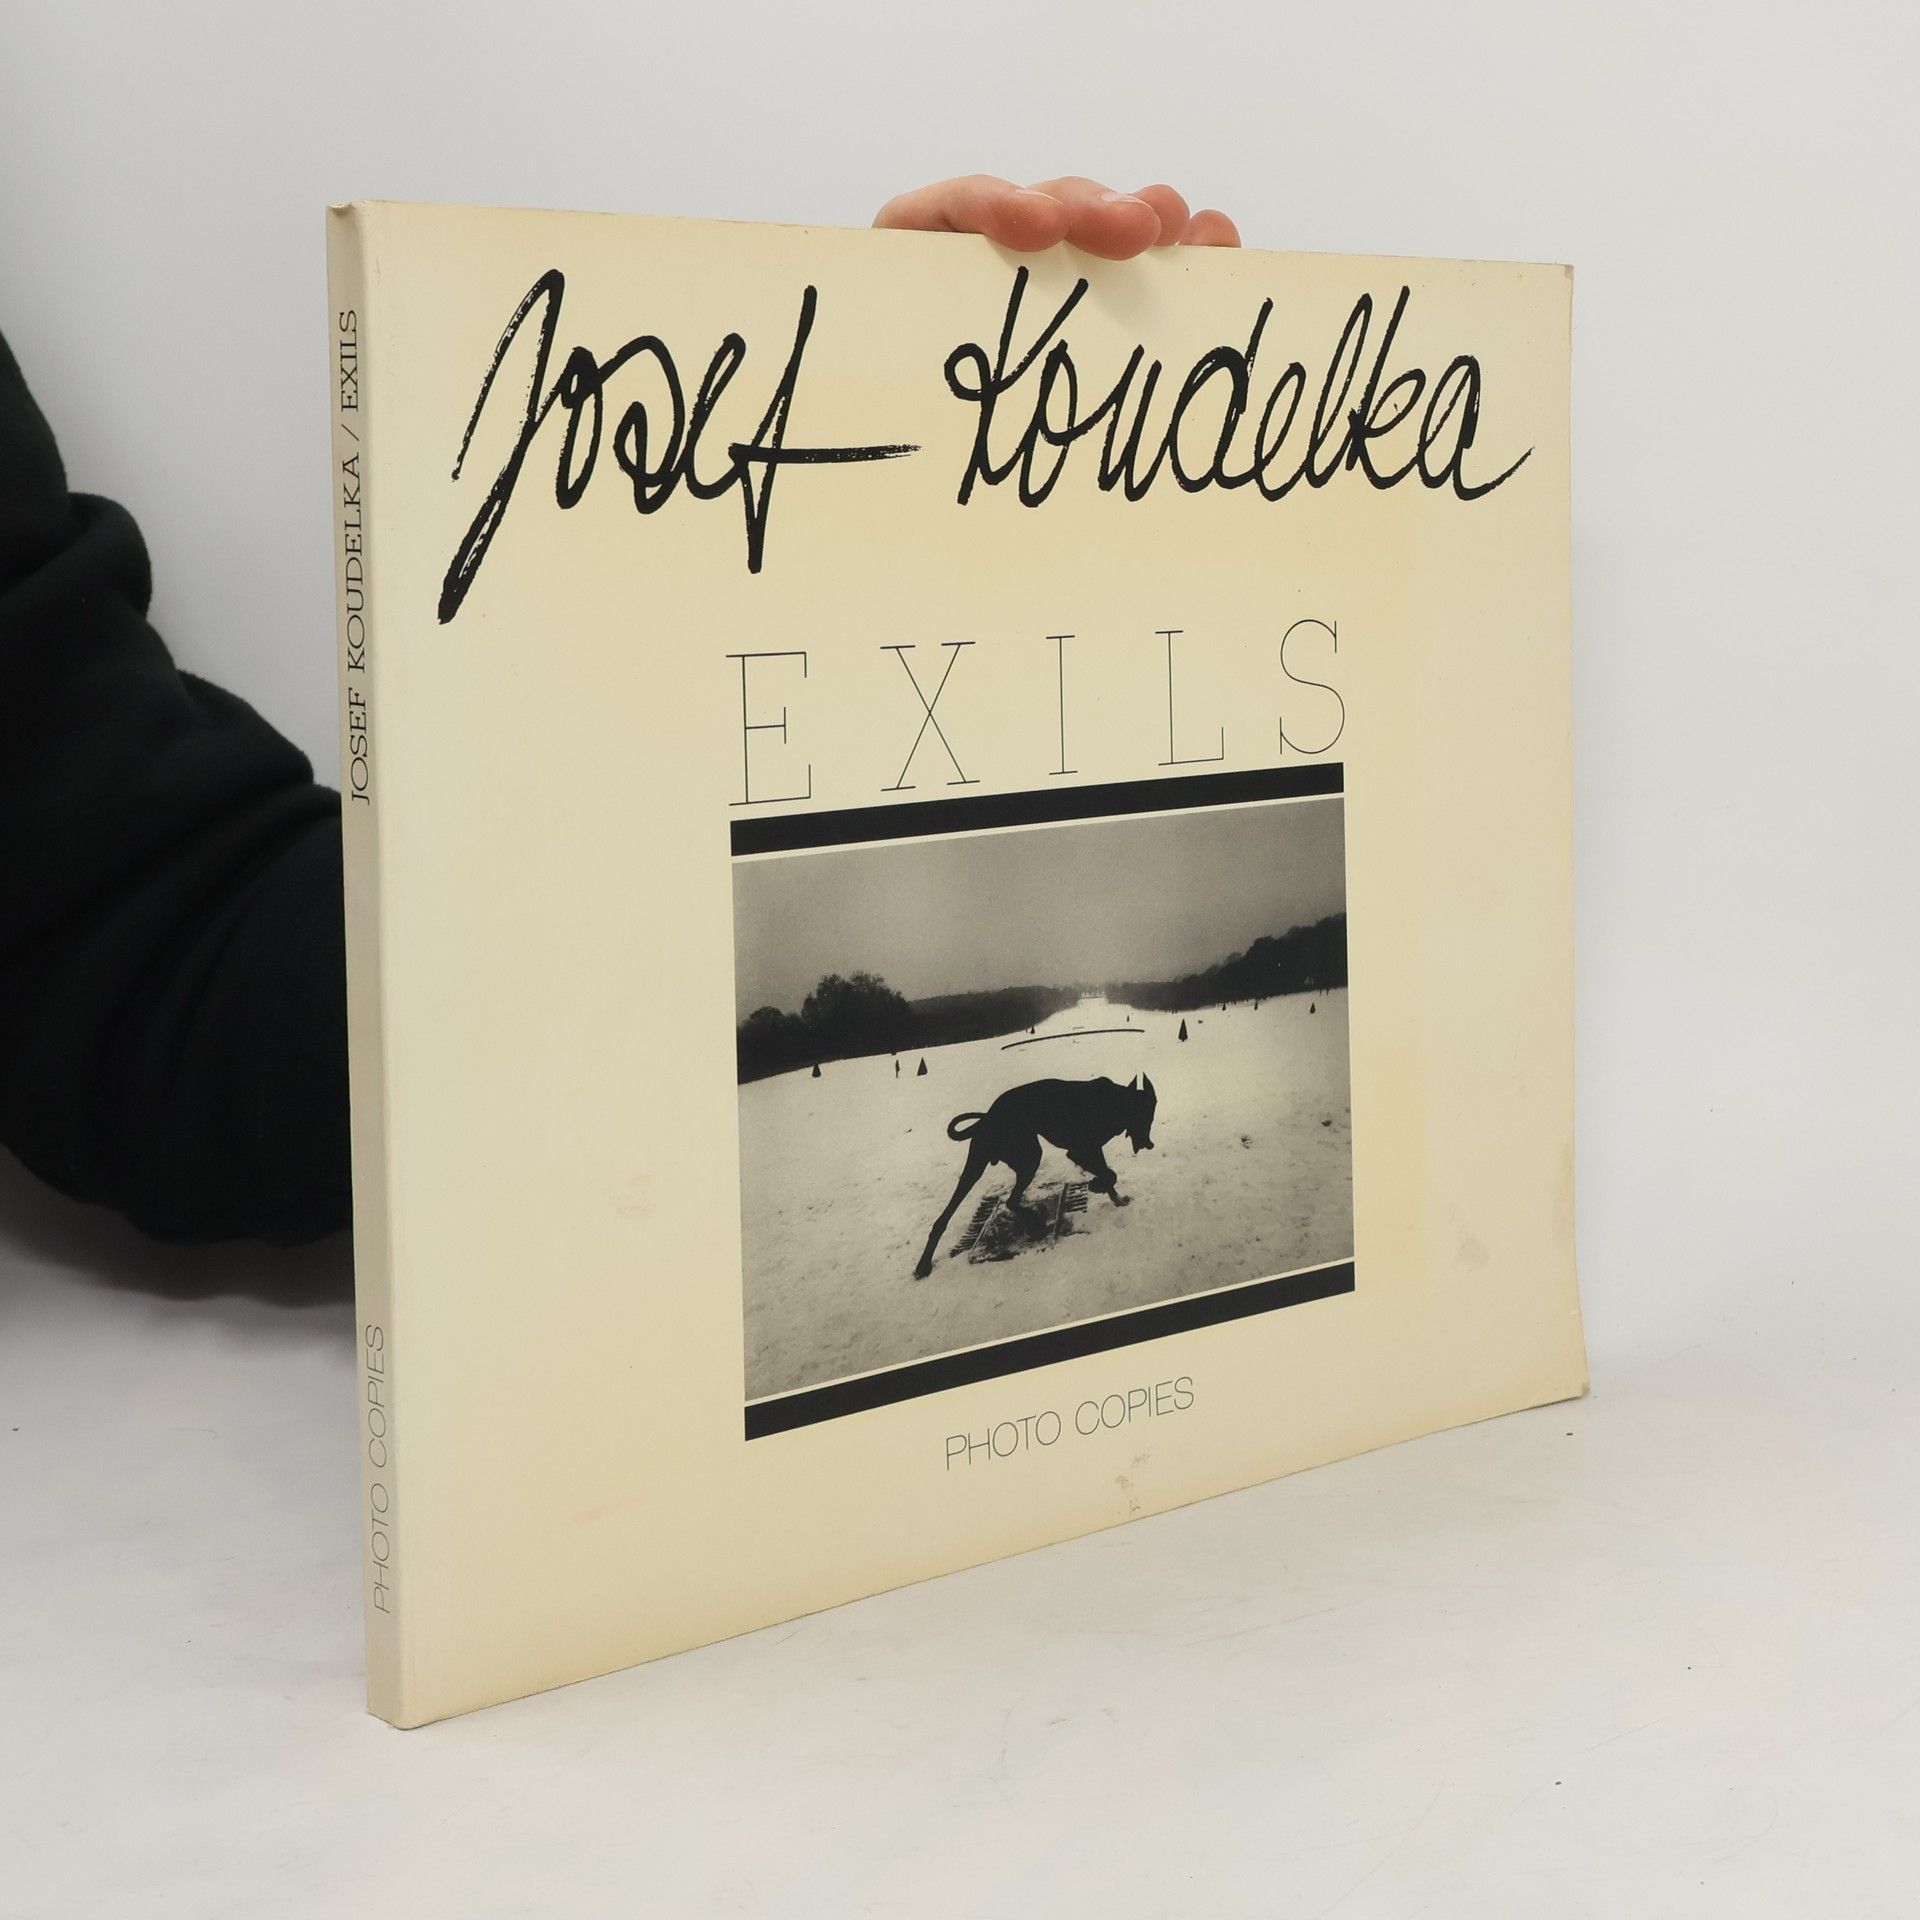 Josef Koudelka
EXILS
PHOTO COPIES
JOSEF KOUDELKA / EXILS
PHOTO COPIES